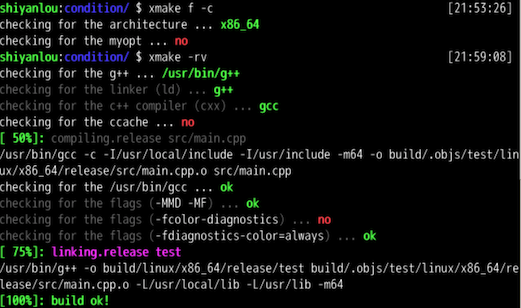 shiyanlou:condition/ $ xmake f -c [21:53:26]
checking for the architecture ... x86_64
checking for the myopt ... no
shiyanlou:condition/ $ xmake -rv [21:59:08]
checking for the g++ ... /usr/bin/g++
checking for the linker (ld) ... g++
checking for the c++ compiler (cxx) ... gcc
checking for the ccache ... no
[ 50%]: compiling.release src/main.cpp
/usr/bin/gcc -c -I/usr/local/include -I/usr/include -m64 -o build/.objs/test/lin
ux/x86_64/release/src/main.cpp.o src/main.cpp
checking for the /usr/bin/gcc ... ok
checking for the flags (-MMD -MF) ... ok
checking for the flags (-fcolor-diagnostics) ... no
checking for the flags (-fdiagnostics-color=always) ... ok
[ 75%]: linking.release test
/usr/bin/g++ -o build/linux/x86_64/release/test build/.objs/test/linux/x86_64/re
lease/src/main.cpp.o -L/usr/local/lib -L/usr/lib -m64
[100%]: build ok!